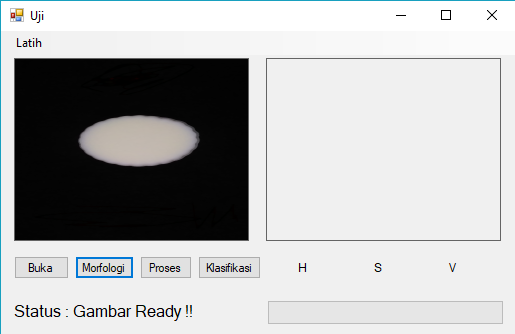 Uji
Latih
Buka Morfologi Proses Klasifikasi H S V
Status : Gambar Ready !!